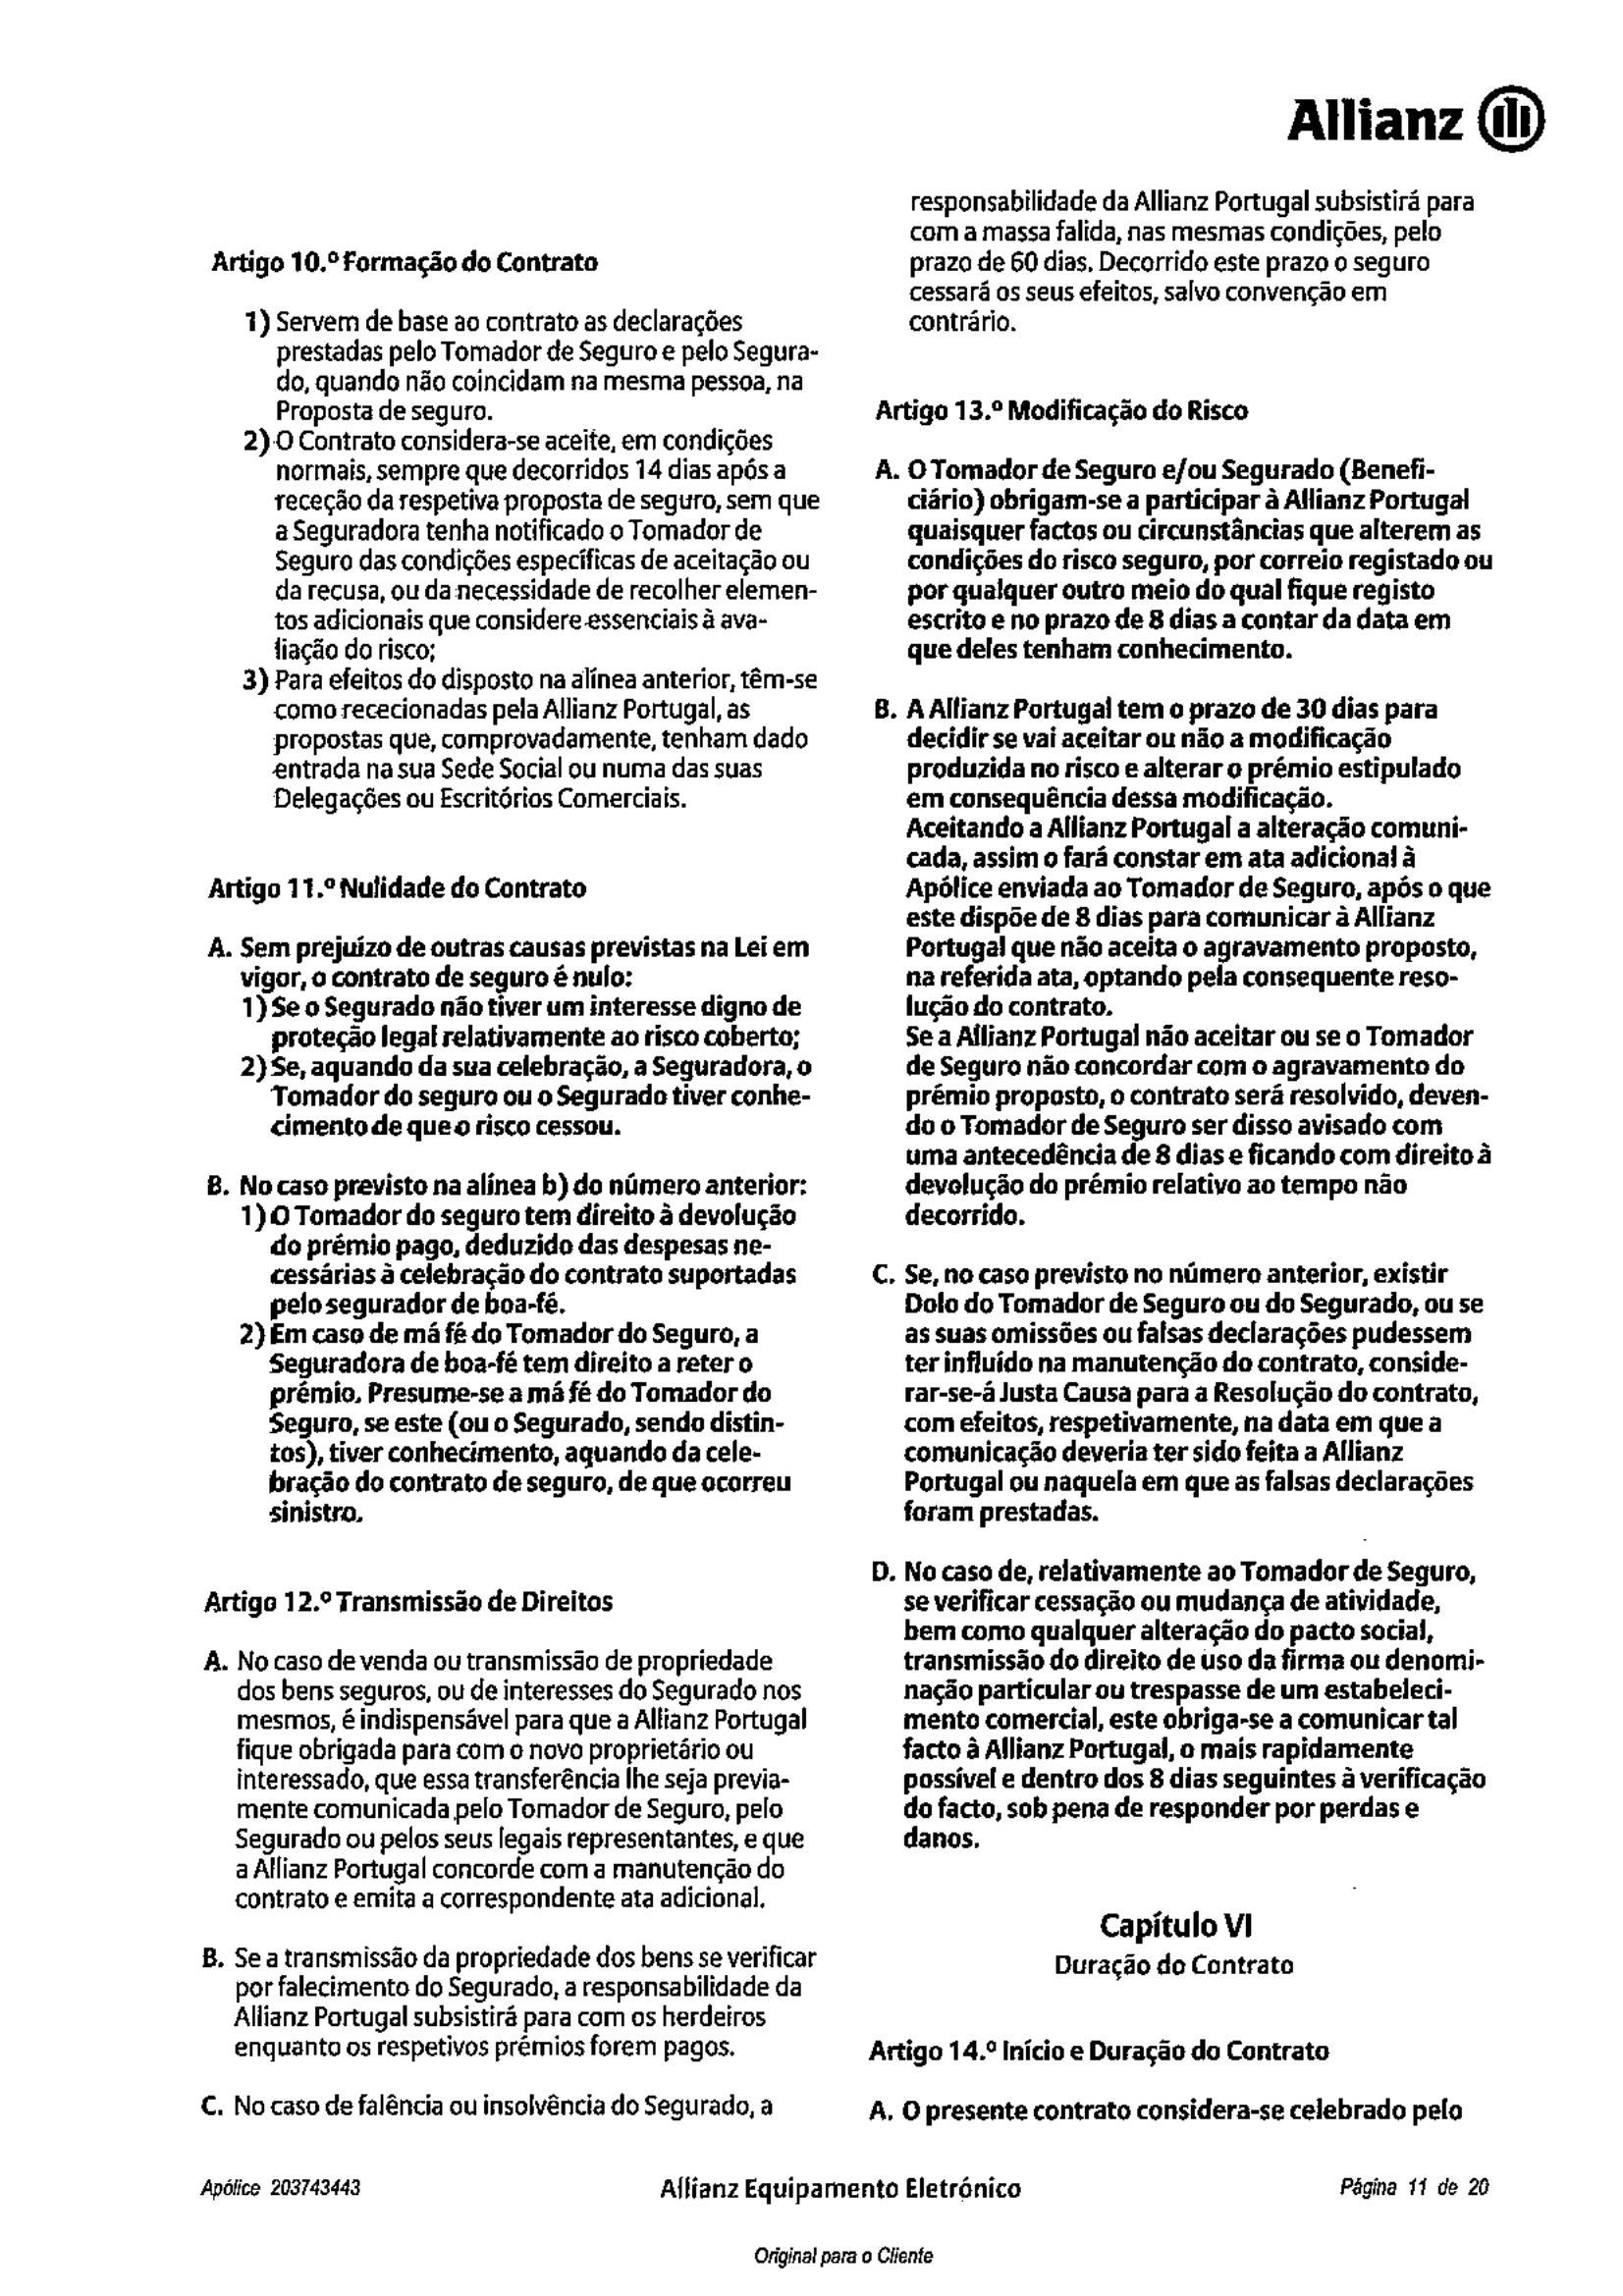 Allianz
Artigo 10.º Formação do Contrato
1) Servem de base ao contrato as declarações
prestadas pelo Tomador de Seguro e pelo Segura-
do, quando não coincidam na mesma pessoa, na
Proposta de seguro.
2) O Contrato considera-se aceite, em condições
normais, sempre que decorridos 14 dias após a
receção da respetiva proposta de seguro, sem que
a Seguradora tenha notificado o Tomador de
Seguro das condições específicas de aceitação ou
da recusa, ou da necessidade de recolher elemen-
tos adicionais que considere essenciais à ava-
liação do risco;
3) Para efeitos do disposto na alínea anterior, têm-se
como rececionadas pela Allianz Portugal, as
propostas que, comprovadamente, tenham dado
entrada na sua Sede Social ou numa das suas
Delegações ou Escritórios Comerciais.
Artigo 11.º Nulidade do Contrato
A. Sem prejuízo de outras causas previstas na Lei em
vigor, o contrato de seguro é nulo:
1) Se o Segurado não tiver um interesse digno de
proteção legal relativamente ao risco coberto;
2) Se, aquando da sua celebração, a Seguradora, o
Tomador do seguro ou o Segurado tiver conhe-
cimento de que o risco cessou.
B. No caso previsto na alínea b) do número anterior:
1) O Tomador do seguro tem direito à devolução
do prémio pago, deduzido das despesas ne-
cessárias à celebração do contrato suportadas
pelo segurador de boa-fé.
2) Em caso de má fé do Tomador do Seguro, a
Seguradora de boa-fé tem direito a reter o
prémio. Presume-se a má fé do Tomador do
Seguro, se este (ou o Segurado, sendo distin-
tos), tiver conhecimento, aquando da cele-
bração do contrato de seguro, de que ocorreu
sinistro.
Artigo 12.º Transmissão de Direitos
A. No caso de venda ou transmissão de propriedade
dos bens seguros, ou de interesses do Segurado nos
mesmos, é indispensável para que a Allianz Portugal
fique obrigada para com o novo proprietário ou
interessado, que essa transferência lhe seja previa-
mente comunicada pelo Tomador de Seguro, pelo
Segurado ou pelos seus legais representantes, e que
a Allianz Portugal concorde com a manutenção do
contrato e emita a correspondente ata adicional.
B. Se a transmissão da propriedade dos bens se verificar
por falecimento do Segurado, a responsabilidade da
Allianz Portugal subsistirá para com os herdeiros
enquanto os respetivos prémios forem pagos.
C. No caso de falência ou insolvência do Segurado, a
responsabilidade da Allianz Portugal subsistirá para
com a massa falida, nas mesmas condições, pelo
prazo de 60 dias. Decorrido este prazo o seguro
cessará os seus efeitos, salvo convenção em
contrário.
Artigo 13.º Modificação do Risco
A. O Tomador de Seguro e/ou Segurado (Benefi-
ciário) obrigam-se a participar à Allianz Portugal
quaisquer factos ou circunstâncias que alterem as
condições do risco seguro, por correio registado ou
por qualquer outro meio do qual fique registo
escrito e no prazo de 8 dias a contar da data em
que deles tenham conhecimento.
B. A Allianz Portugal tem o prazo de 30 dias para
decidir se vai aceitar ou não a modificação
produzida no risco e alterar o prémio estipulado
em consequência dessa modificação.
Aceitando a Allianz Portugal a alteração comuni-
cada, assim o fará constar em ata adicional à
Apólice enviada ao Tomador de Seguro, após o que
este dispõe de 8 dias para comunicar à Allianz
Portugal que não aceita o agravamento proposto,
na referida ata, optando pela consequente reso-
lução do contrato.
Se a Allianz Portugal não aceitar ou se o Tomador
de Seguro não concordar com o agravamento do
prémio proposto, o contrato será resolvido, deven-
do o Tomador de Seguro ser disso avisado com
uma antecedência de 8 dias e ficando com direito à
devolução do prémio relativo ao tempo não
decorrido.
C. Se, no caso previsto no número anterior, existir
Dolo do Tomador de Seguro ou do Segurado, ou se
as suas omissões ou falsas declarações pudessem
ter influído na manutenção do contrato, conside-
rar-se-á Justa Causa para a Resolução do contrato,
com efeitos, respetivamente, na data em que a
comunicação deveria ter sido feita a Allianz
Portugal ou naquela em que as falsas declarações
foram prestadas.
D. No caso de, relativamente ao Tomador de Seguro,
se verificar cessação ou mudança de atividade,
bem como qualquer alteração do pacto social,
transmissão do direito de uso da firma ou denomi-
nação particular ou trespasse de um estabeleci-
mento comercial, este obriga-se a comunicar tal
facto à Allianz Portugal, o mais rapidamente
possível e dentro dos 8 dias seguintes à verificação
do facto, sob pena de responder por perdas e
danos.
Capítulo VI
Duração do Contrato
Artigo 14.º Início e Duração do Contrato
A. O presente contrato considera-se celebrado pelo
Apólice 203743443
Allianz Equipamento Eletrónico
Página 11 de 20
Original para o Cliente